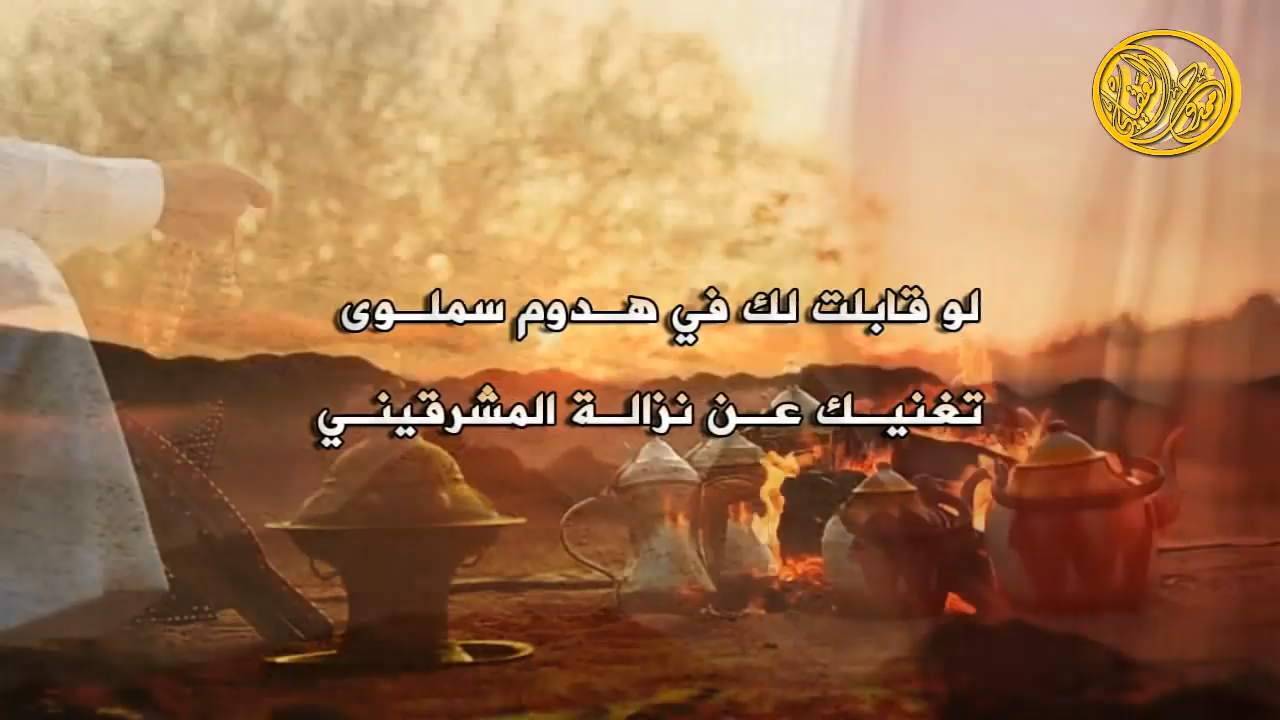 لو قابلت لك في هدوم سملوى
تغنيك عن نزالة المشرقيني